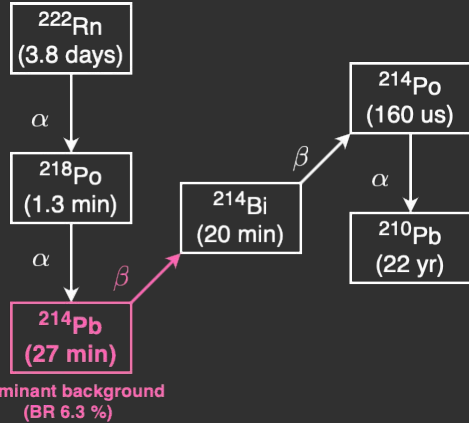 ²²²Rn
(3.8 days)
α
²¹⁸Po
(1.3 min)
α
²¹⁴Pb
(27 min)
β
²¹⁴Bi
(20 min)
β
²¹⁴Po
(160 us)
α
²¹⁰Pb
(22 yr)
minant background
(BR 6.3 %)